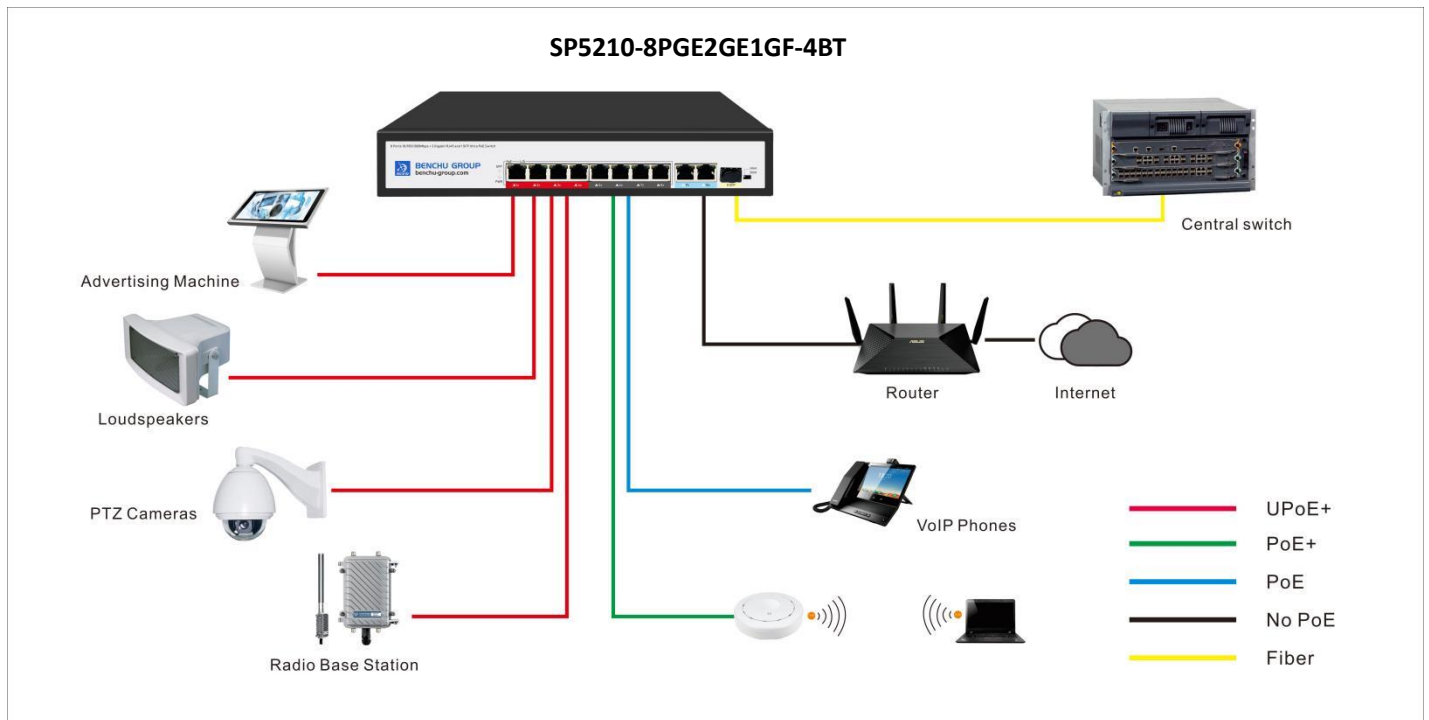 SP5210-8PGE2GE1GF-4BT
BENCHU GROUP
benchu-group.com
Advertising Machine
Central switch
Loudspeakers
ASUS
Router
Internet
PTZ Cameras
VoIP Phones
Radio Base Station
UPoE+
PoE+
PoE
No PoE
Fiber